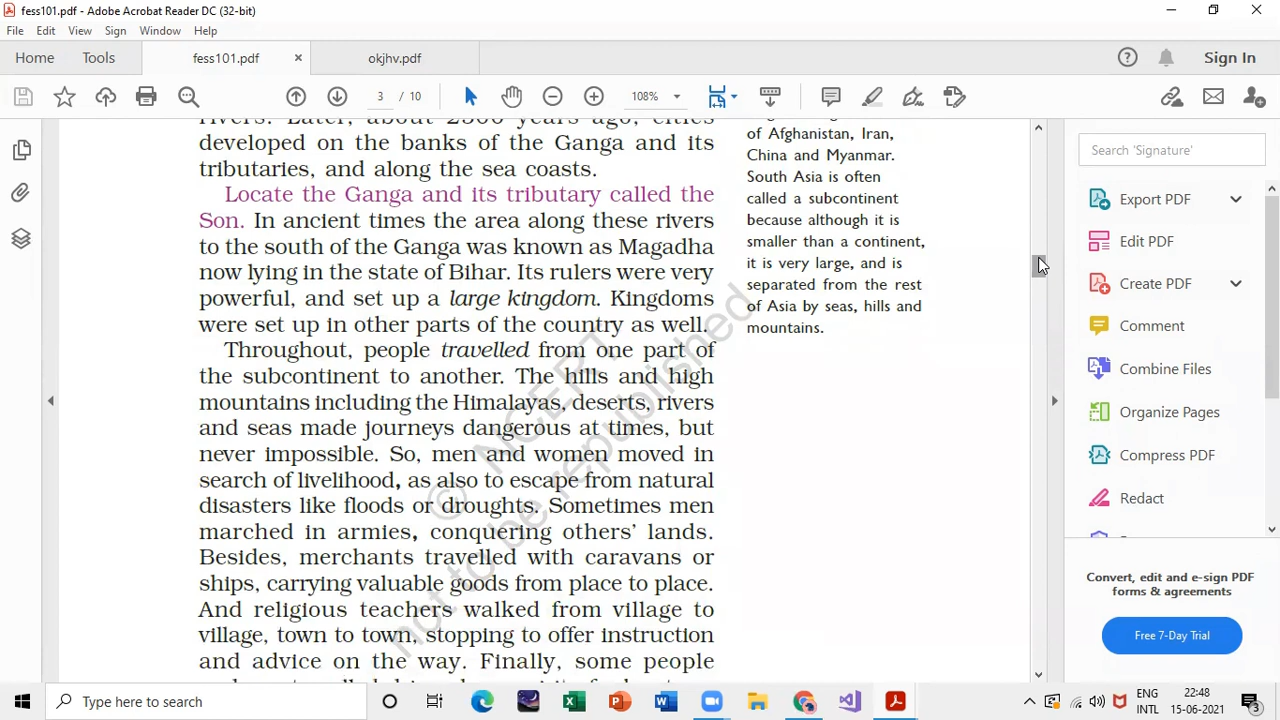 fess101.pdf - Adobe Acrobat Reader DC (32-bit)
File Edit View Sign Window Help
Home Tools fess101.pdf × okjhv.pdf Sign In
3 / 10 108%
rivers. Later, about 2500 years ago, cities
developed on the banks of the Ganga and its
tributaries, and along the sea coasts.
Locate the Ganga and its tributary called the
Son. In ancient times the area along these rivers
to the south of the Ganga was known as Magadha
now lying in the state of Bihar. Its rulers were very
powerful, and set up a large kingdom. Kingdoms
were set up in other parts of the country as well.
Throughout, people travelled from one part of
the subcontinent to another. The hills and high
mountains including the Himalayas, deserts, rivers
and seas made journeys dangerous at times, but
never impossible. So, men and women moved in
search of livelihood, as also to escape from natural
disasters like floods or droughts. Sometimes men
marched in armies, conquering others’ lands.
Besides, merchants travelled with caravans or
ships, carrying valuable goods from place to place.
And religious teachers walked from village to
village, town to town, stopping to offer instruction
and advice on the way. Finally, some people
© NCERT
not to be republished
of Afghanistan, Iran,
China and Myanmar.
South Asia is often
called a subcontinent
because although it is
smaller than a continent,
it is very large, and is
separated from the rest
of Asia by seas, hills and
mountains.
Search 'Signature'
Export PDF
Edit PDF
Create PDF
Comment
Combine Files
Organize Pages
Compress PDF
Redact
Convert, edit and e-sign PDF
forms & agreements
Free 7-Day Trial
Type here to search
ENG
INTL
22:48
15-06-2021
3